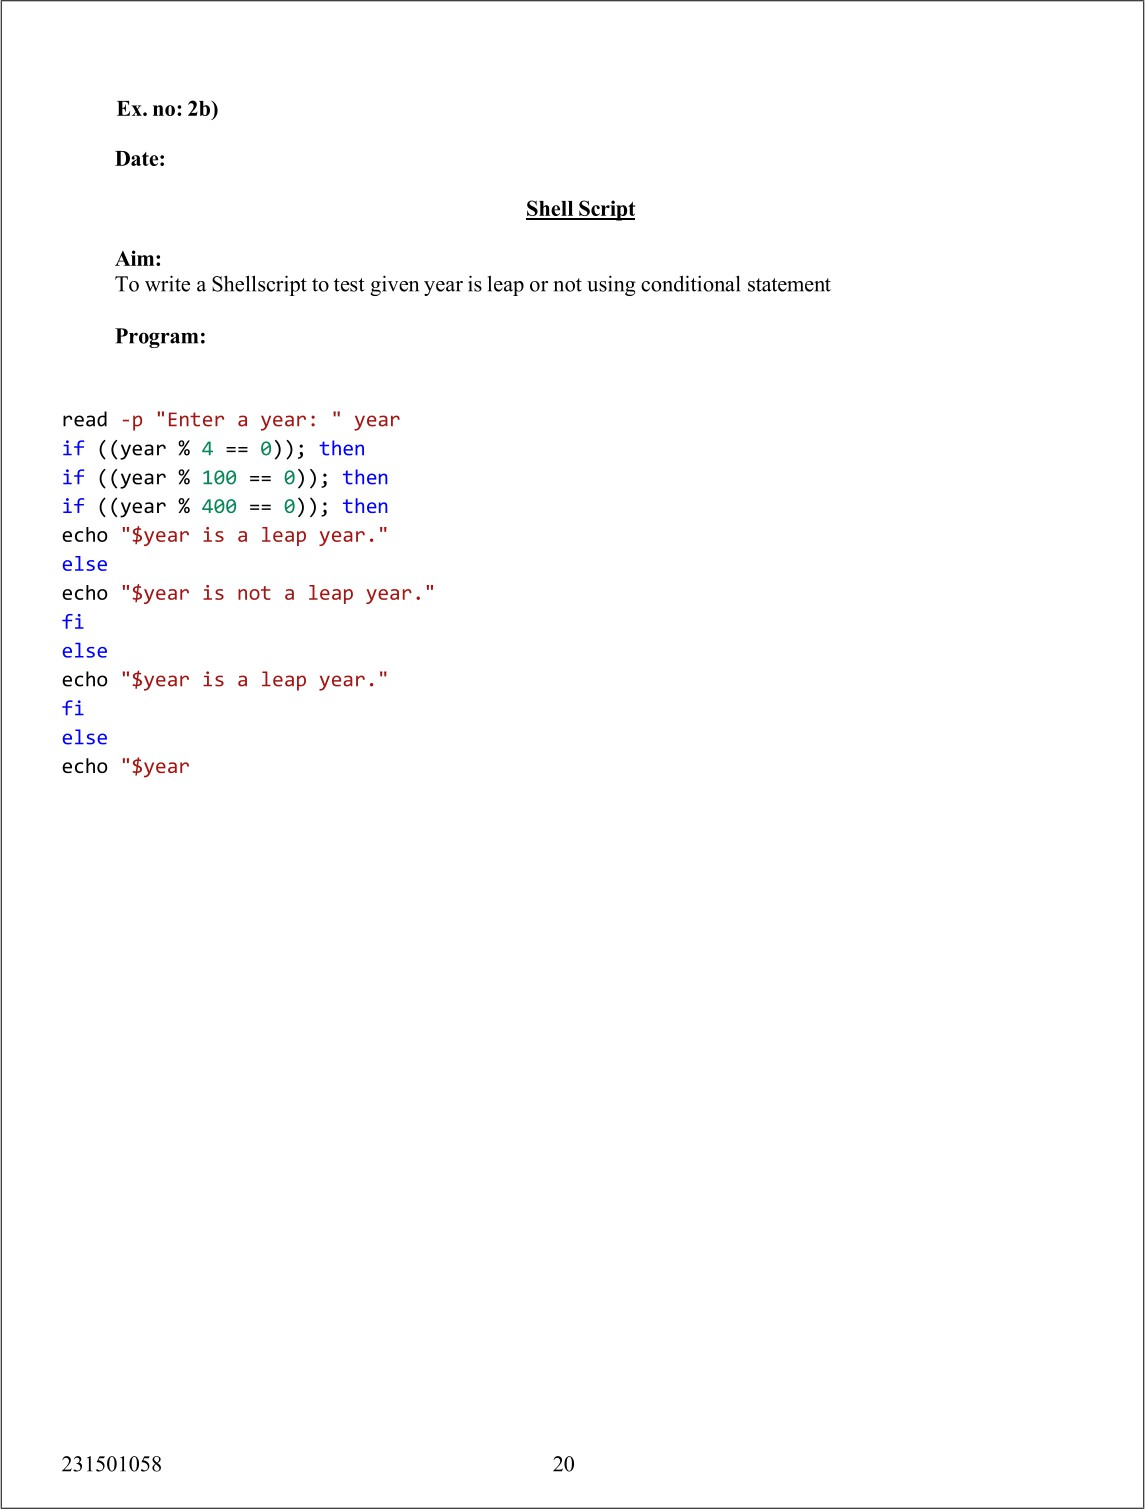 Ex. no: 2b)
Date:
Shell Script
Aim:
To write a Shellscript to test given year is leap or not using conditional statement
Program:
read -p "Enter a year: " year
if ((year % 4 == 0)); then
if ((year % 100 == 0)); then
if ((year % 400 == 0)); then
echo "$year is a leap year."
else
echo "$year is not a leap year."
fi
else
echo "$year is a leap year."
fi
else
echo "$year
231501058 20